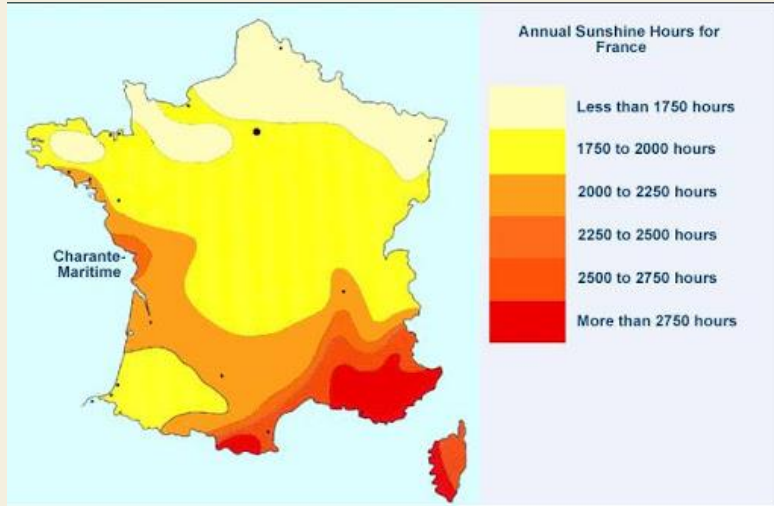 Annual Sunshine Hours for
France
Less than 1750 hours
1750 to 2000 hours
2000 to 2250 hours
2250 to 2500 hours
2500 to 2750 hours
More than 2750 hours
Charante-
Maritime